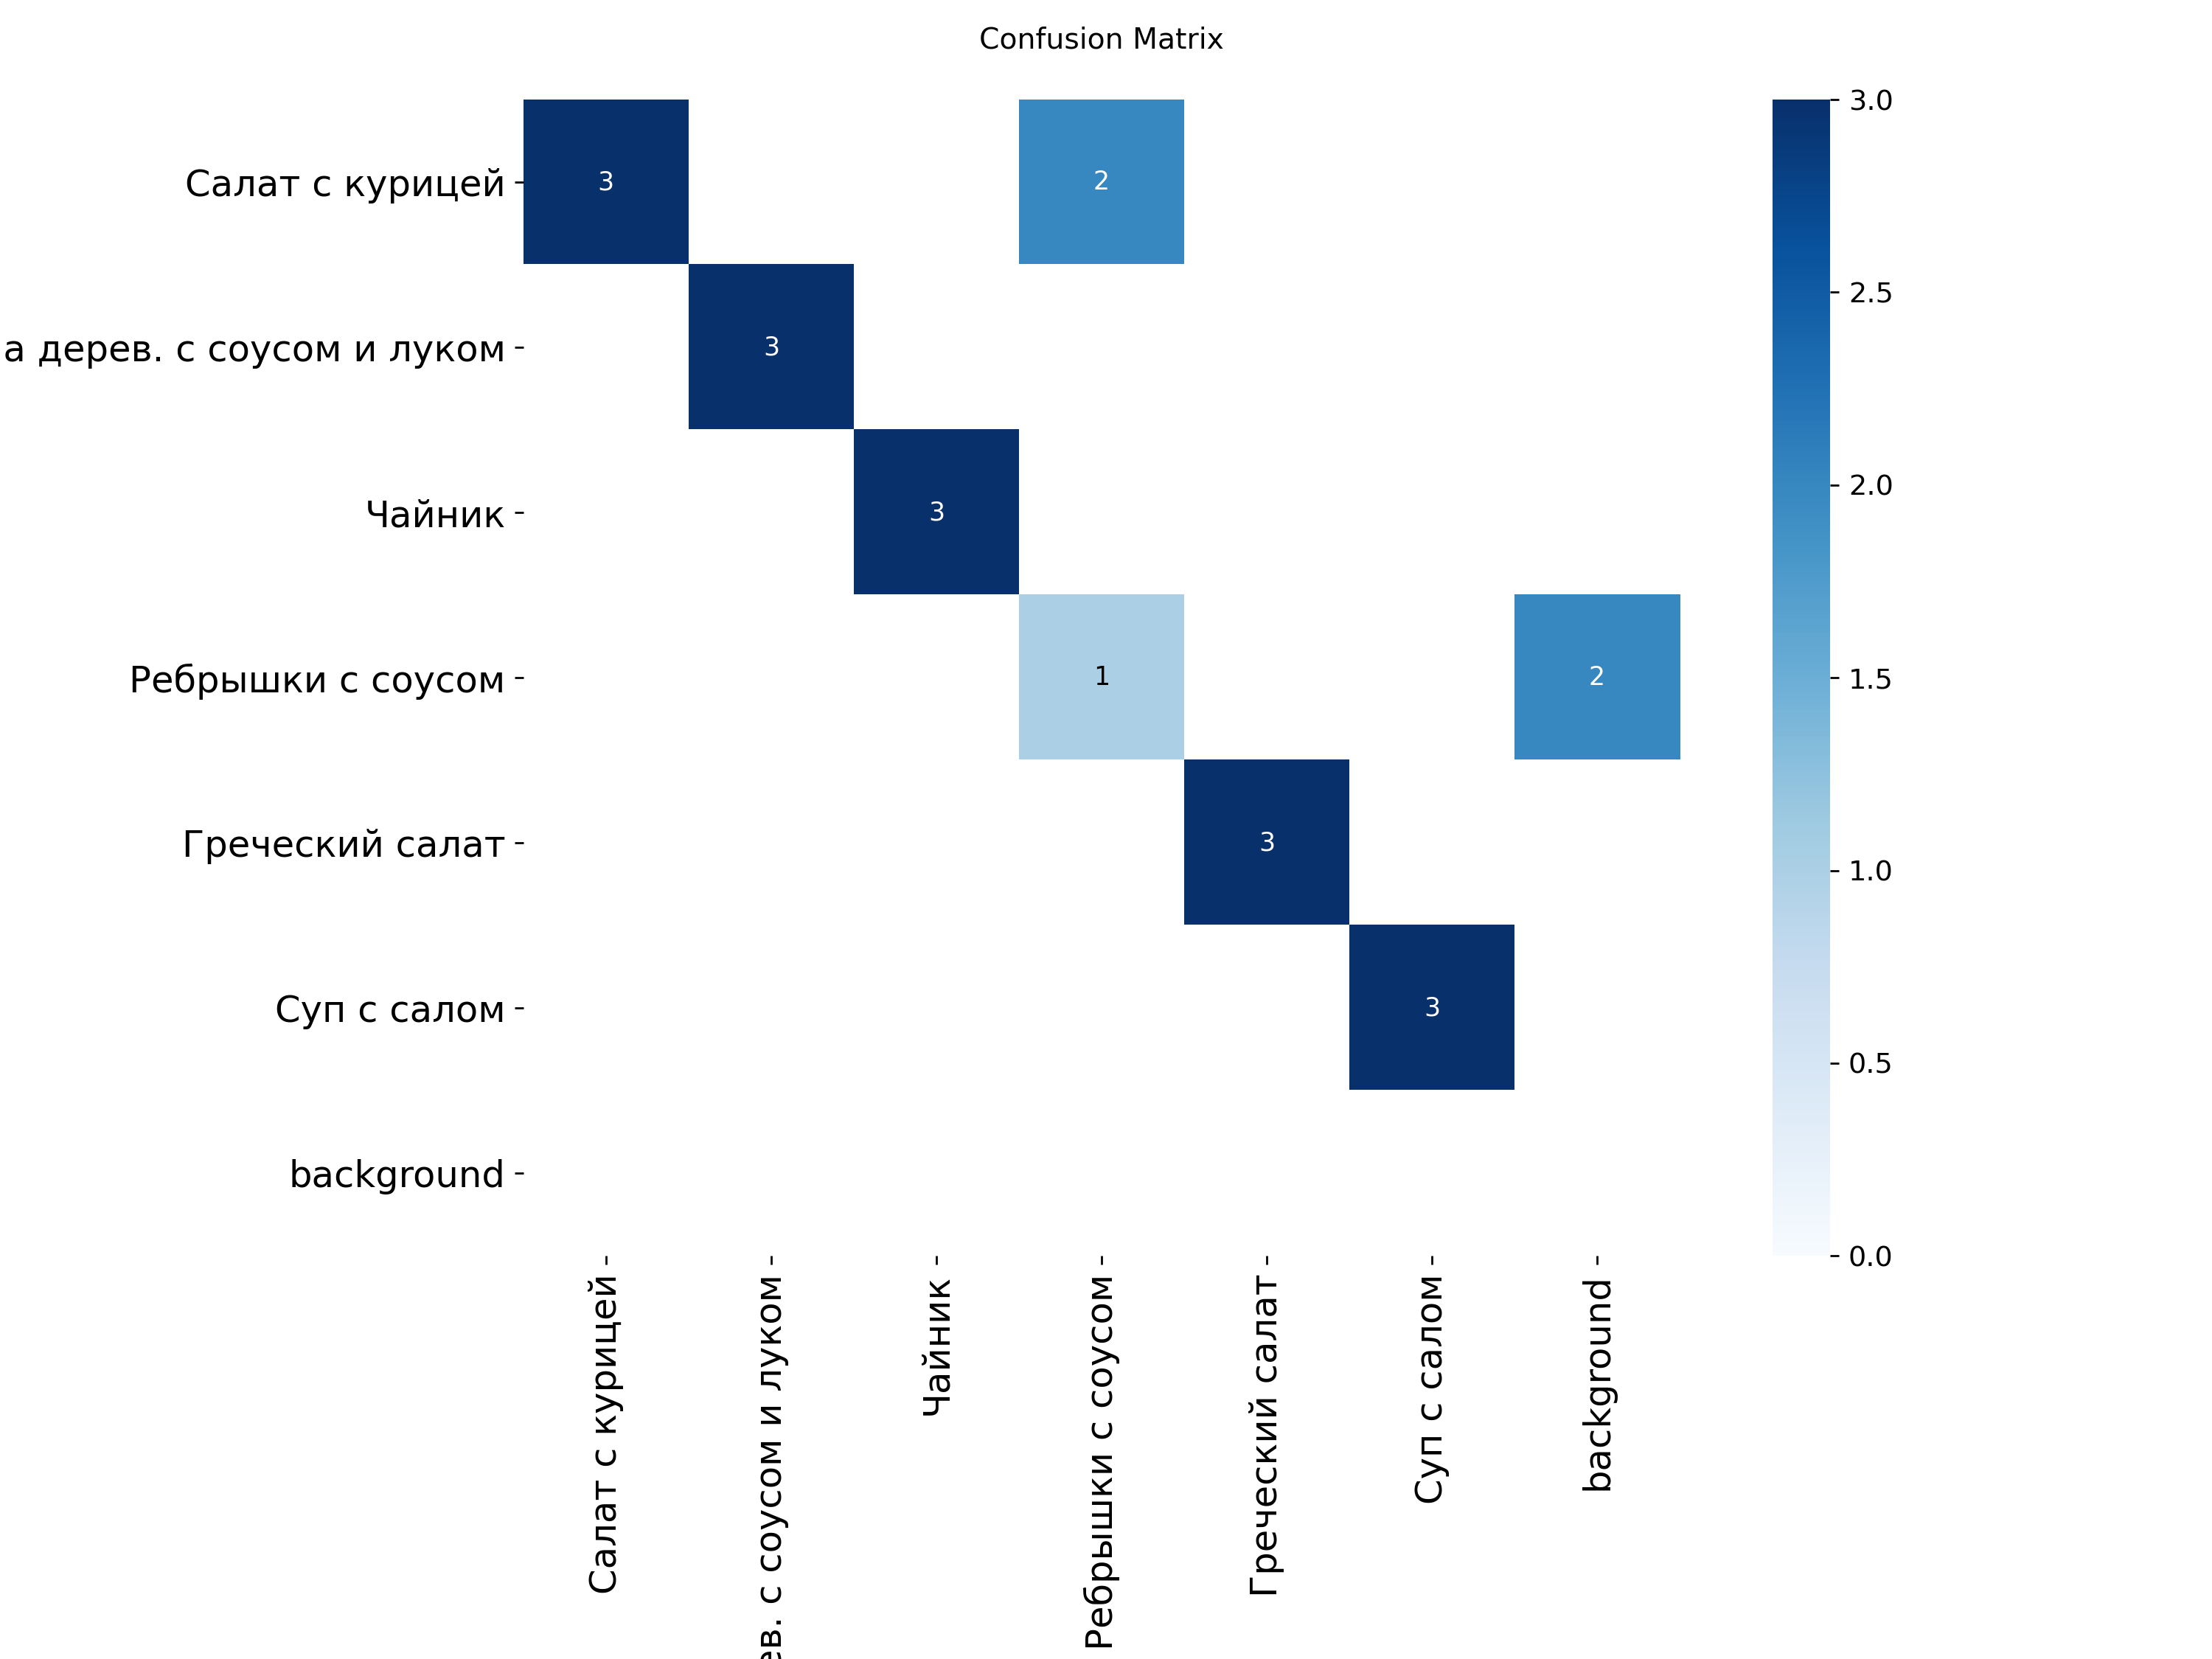 Confusion Matrix
Салат с курицей
3
2
а дерев. с соусом и луком
3
Чайник
3
Ребрышки с соусом
1
2
Греческий салат
3
Суп с салом
3
background
Салат с курицей
ев. с соусом и луком
Чайник
Ребрышки с соусом
Греческий салат
Суп с салом
background
3.0
2.5
2.0
1.5
1.0
0.5
0.0